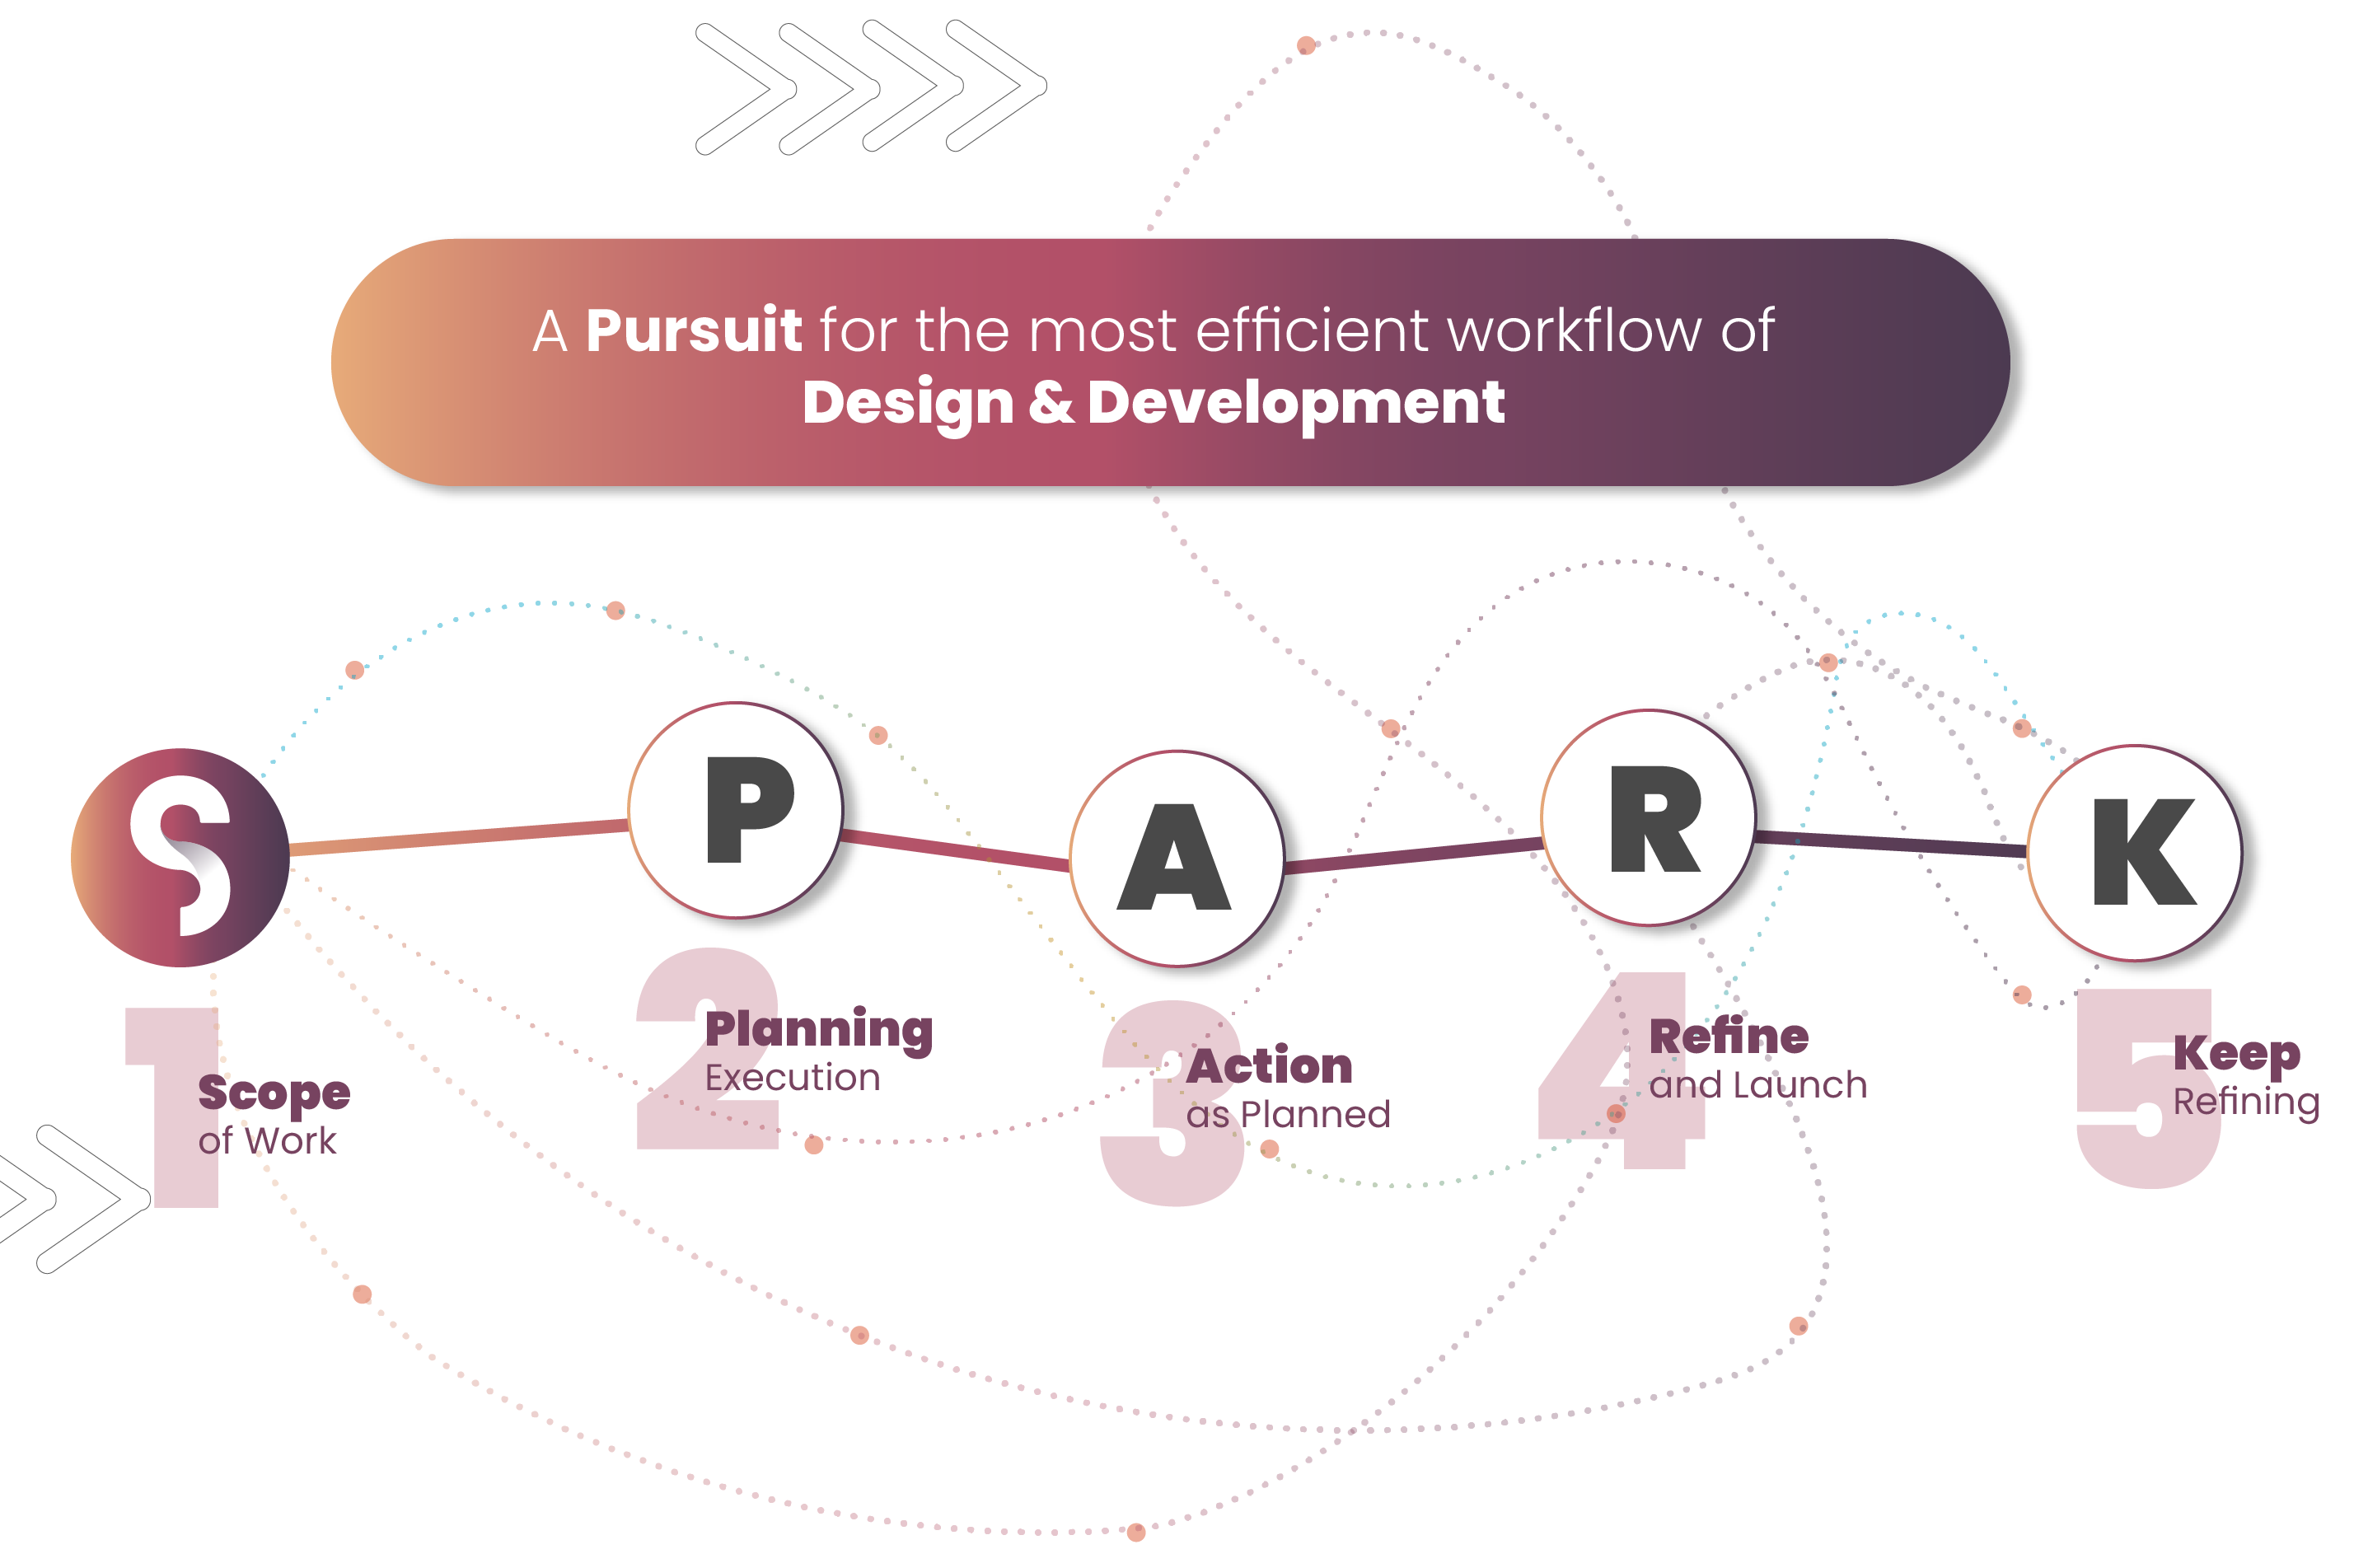 A Pursuit for the most efficient workflow of
Design & Development
S
P
A
R
K
1
Scope
of Work
2
Planning
Execution
3
Action
as Planned
4
Refine
and Launch
5
Keep
Refining